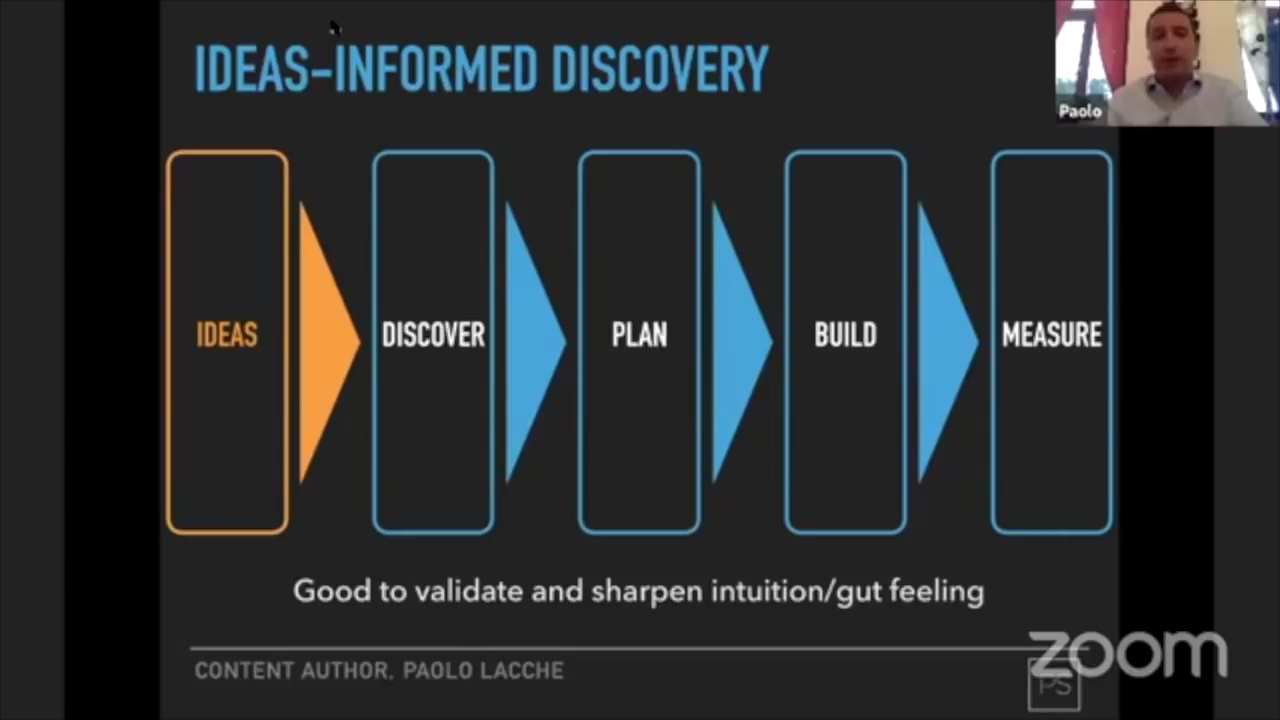 IDEAS-INFORMED DISCOVERY
Paolo
IDEAS
DISCOVER
PLAN
BUILD
MEASURE
Good to validate and sharpen intuition/gut feeling
CONTENT AUTHOR, PAOLO LACCHE
zoom
PS